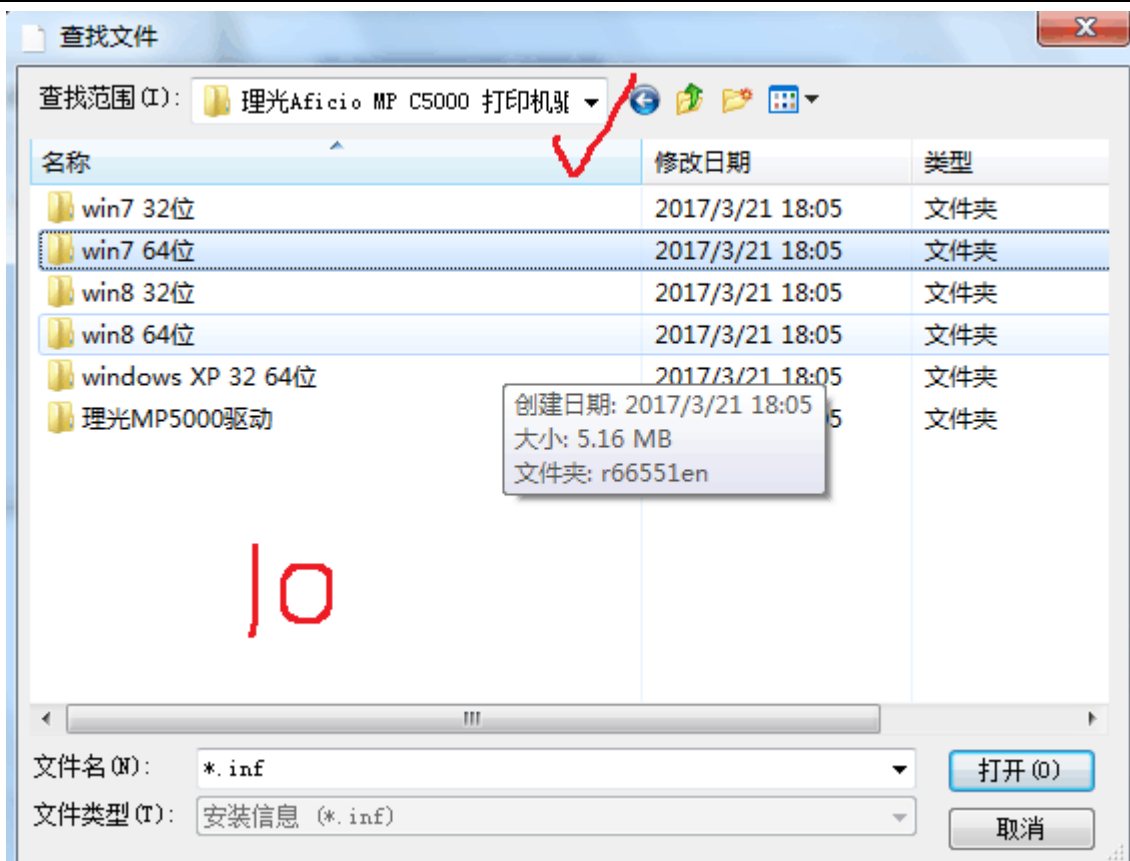 查找文件
查找范围(I): 理光Aficio MP C5000 打印机驱
名称 修改日期 类型
win7 32位 2017/3/21 18:05 文件夹
win7 64位 2017/3/21 18:05 文件夹
win8 32位 2017/3/21 18:05 文件夹
win8 64位 2017/3/21 18:05 文件夹
windows XP 32 64位 2017/3/21 18:05 文件夹
理光MP5000驱动 5 文件夹
创建日期: 2017/3/21 18:05
大小: 5.16 MB
文件夹: r66551en
10
文件名(N): *.inf 打开(O)
文件类型(T): 安装信息 (*.inf) 取消